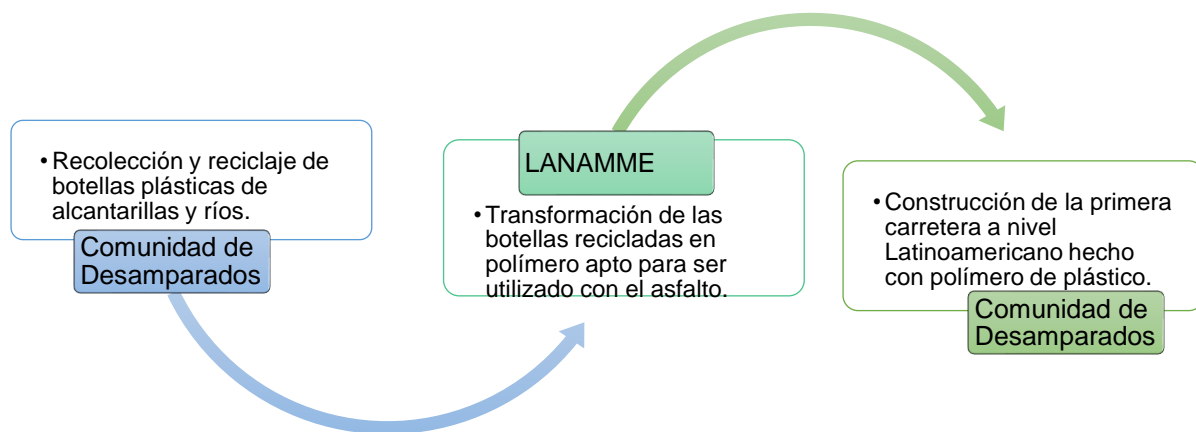 • Recolección y reciclaje de
botellas plásticas de
alcantarillas y ríos.
Comunidad de
Desamparados
LANAMME
• Transformación de las
botellas recicladas en
polímero apto para ser
utilizado con el asfalto.
• Construcción de la primera
carretera a nivel
Latinoamericano hecho
con polímero de plástico.
Comunidad de
Desamparados